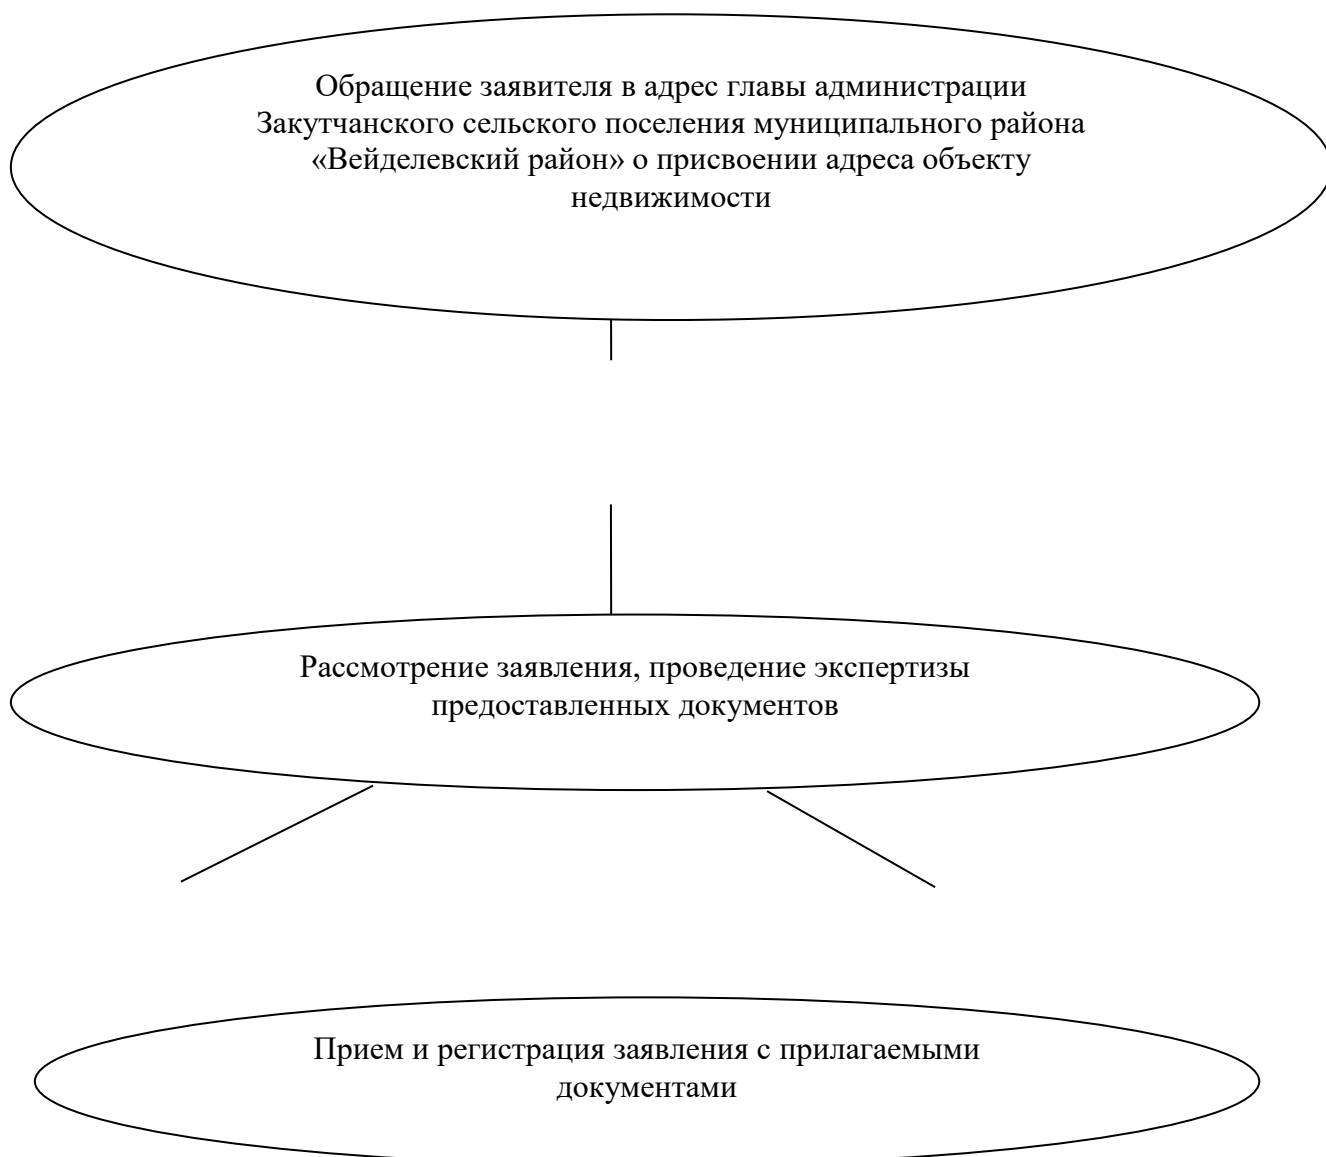 Обращение заявителя в адрес главы администрации
Закутчанского сельского поселения муниципального района
«Вейделевский район» о присвоении адреса объекту
недвижимости
Рассмотрение заявления, проведение экспертизы
предоставленных документов
Прием и регистрация заявления с прилагаемыми
документами